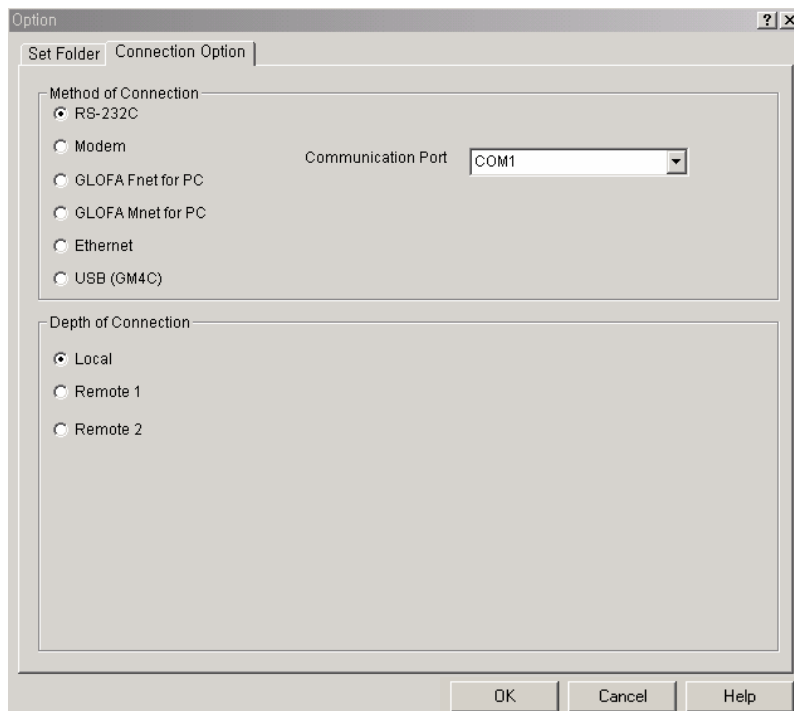 Option
Set Folder
Connection Option
Method of Connection
RS-232C
Modem
GLOFA Fnet for PC
GLOFA Mnet for PC
Ethernet
USB (GM4C)
Communication Port
COM1
Depth of Connection
Local
Remote 1
Remote 2
OK
Cancel
Help